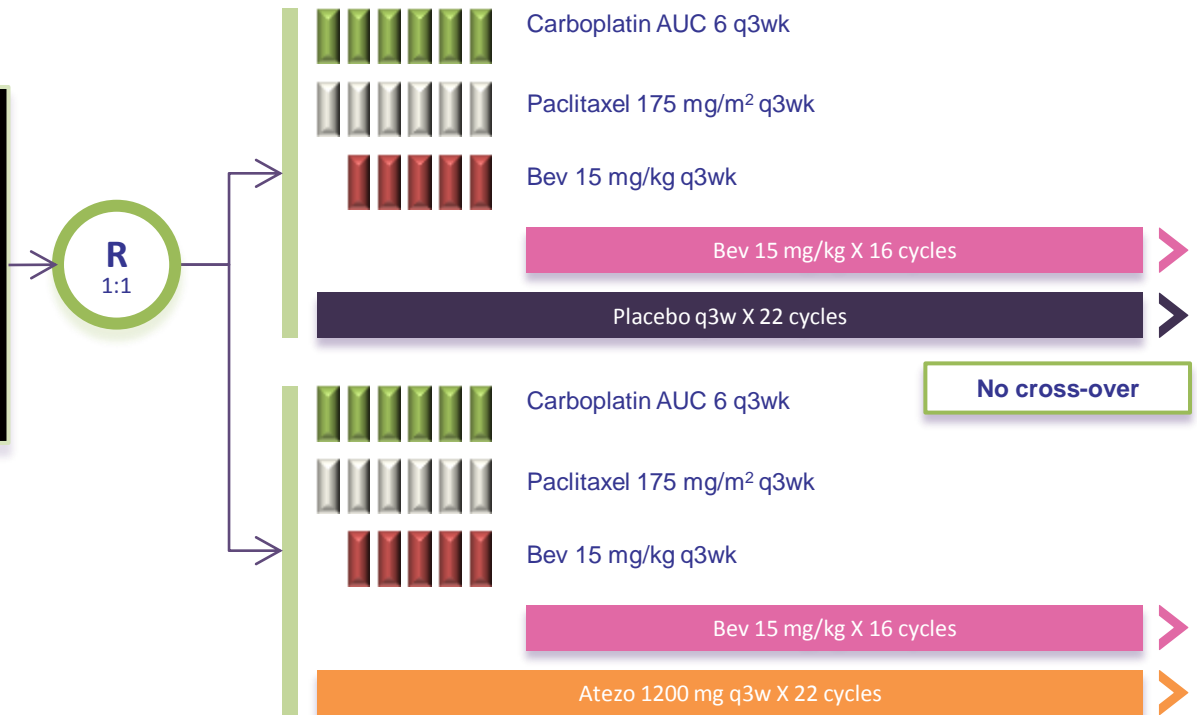 R
1:1
Carboplatin AUC 6 q3wk
Paclitaxel 175 mg/m² q3wk
Bev 15 mg/kg q3wk
Bev 15 mg/kg X 16 cycles
Placebo q3w X 22 cycles
No cross-over
Carboplatin AUC 6 q3wk
Paclitaxel 175 mg/m² q3wk
Bev 15 mg/kg q3wk
Bev 15 mg/kg X 16 cycles
Atezo 1200 mg q3w X 22 cycles